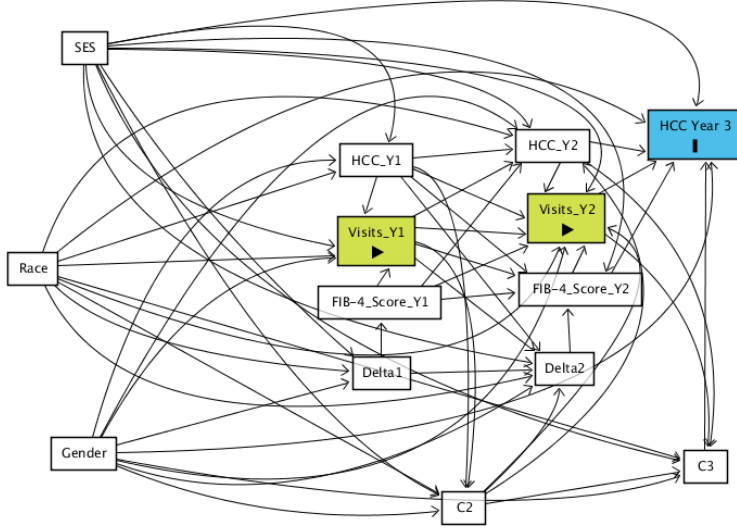 SES
HCC Year 3
HCC_Y1
HCC_Y2
Visits_Y1
Visits_Y2
Race
FIB-4_Score_Y1
FIB-4_Score_Y2
Delta1
Delta2
Gender
C3
C2